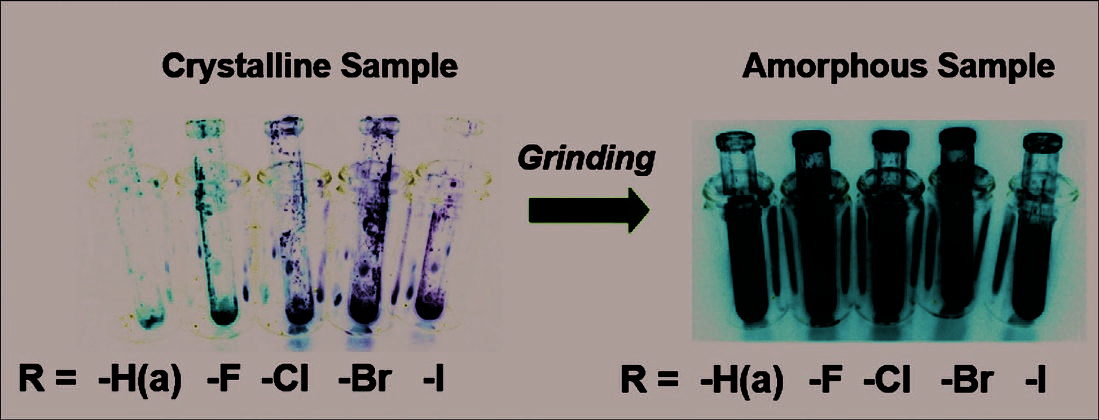 Crystalline Sample
Amorphous Sample
Grinding
R = -H(a) -F -Cl -Br -I
R = -H(a) -F -Cl -Br -I